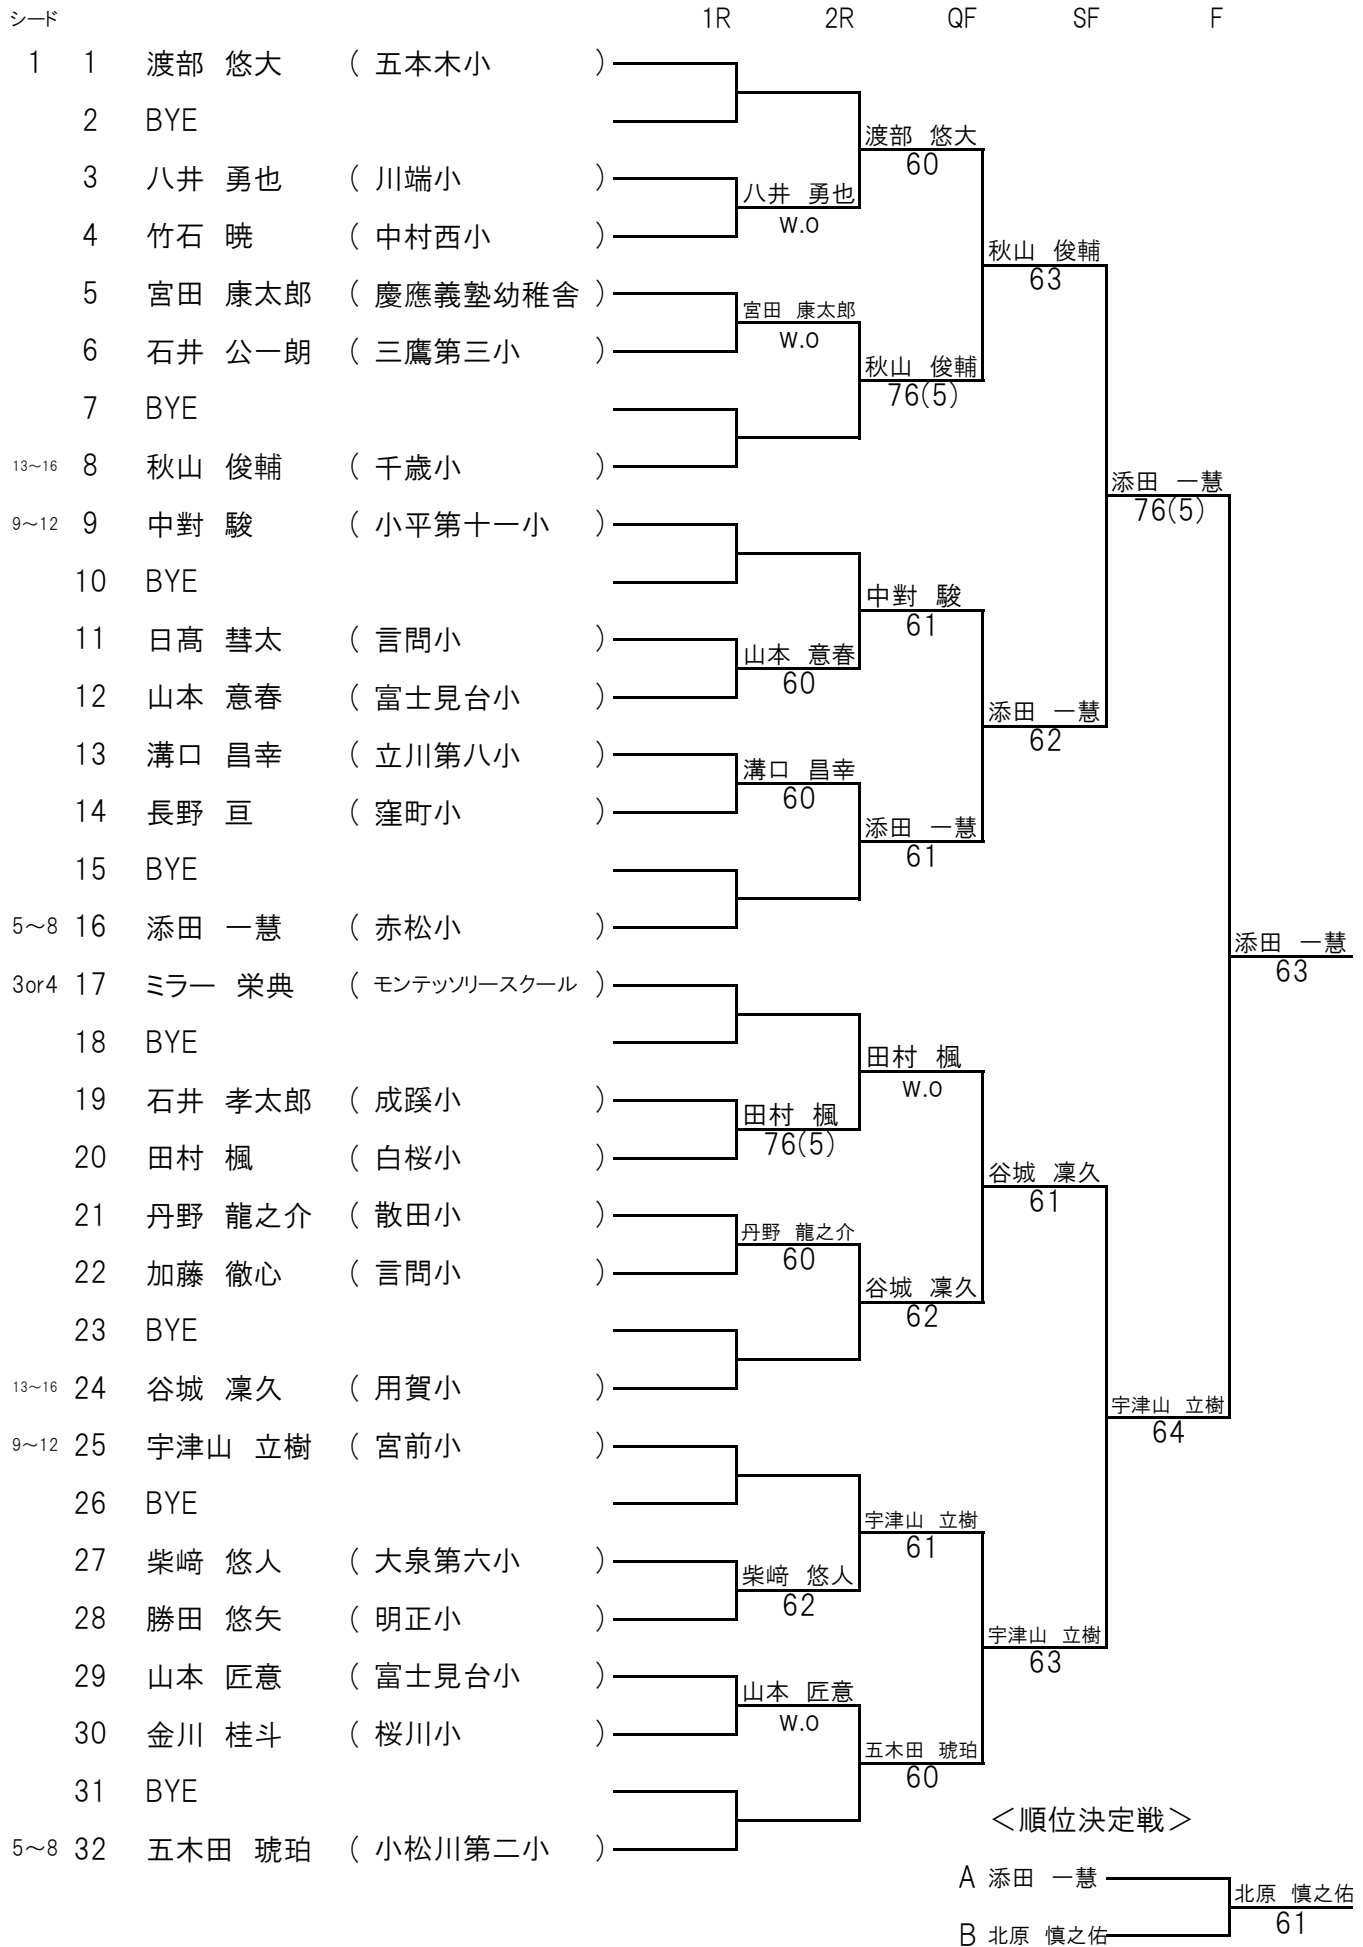 シード 1R 2R QF SF F
1 1 渡部 悠大 ( 五本木小 )
2 BYE
渡部 悠大
60
3 八井 勇也 ( 川端小 )
八井 勇也
w.o
4 竹石 暁 ( 中村西小 )
秋山 俊輔
63
5 宮田 康太郎 ( 慶應義塾幼稚舎 )
宮田 康太郎
w.o
6 石井 公一朗 ( 三鷹第三小 )
秋山 俊輔
76(5)
7 BYE
13~16 8 秋山 俊輔 ( 千歳小 )
添田 一慧
76(5)
9~12 9 中對 駿 ( 小平第十一小 )
10 BYE
中對 駿
61
11 日髙 彗太 ( 言問小 )
山本 意春
60
12 山本 意春 ( 富士見台小 )
添田 一慧
62
13 溝口 昌幸 ( 立川第八小 )
溝口 昌幸
60
14 長野 亘 ( 窪町小 )
添田 一慧
61
15 BYE
5~8 16 添田 一慧 ( 赤松小 )
添田 一慧
63
3or4 17 ミラー 栄典 ( モンテッソリースクール )
18 BYE
田村 楓
w.o
19 石井 孝太郎 ( 成蹊小 )
田村 楓
76(5)
20 田村 楓 ( 白桜小 )
谷城 凜久
61
21 丹野 龍之介 ( 散田小 )
丹野 龍之介
60
22 加藤 徹心 ( 言問小 )
谷城 凜久
62
23 BYE
13~16 24 谷城 凜久 ( 用賀小 )
宇津山 立樹
64
9~12 25 宇津山 立樹 ( 宮前小 )
26 BYE
宇津山 立樹
61
27 柴﨑 悠人 ( 大泉第六小 )
柴﨑 悠人
62
28 勝田 悠矢 ( 明正小 )
宇津山 立樹
63
29 山本 匠意 ( 富士見台小 )
山本 匠意
w.o
30 金川 桂斗 ( 桜川小 )
五木田 琥珀
60
31 BYE
5~8 32 五木田 琥珀 ( 小松川第二小 )
<順位決定戦>
A 添田 一慧
北原 慎之佑
61
B 北原 慎之佑